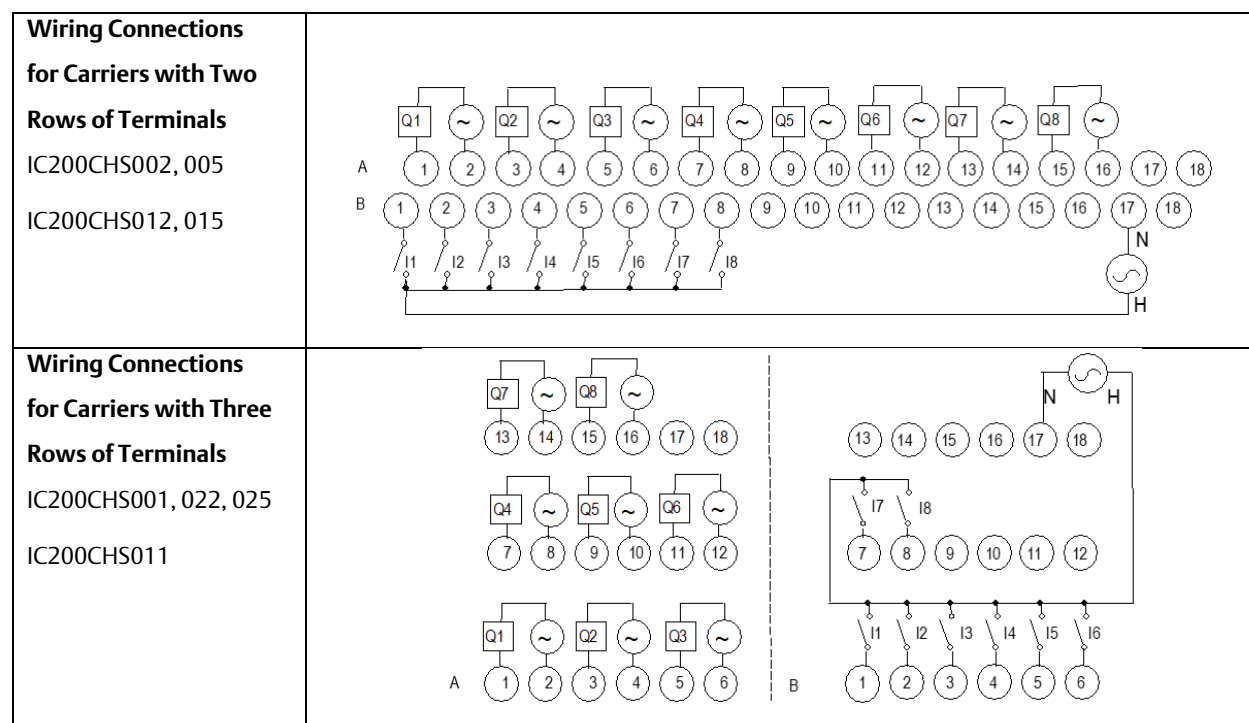 Wiring Connections
for Carriers with Two
Rows of Terminals
IC200CHS002, 005
IC200CHS012, 015
Q1 ~ Q2 ~ Q3 ~ Q4 ~ Q5 ~ Q6 ~ Q7 ~ Q8 ~
A 1 2 3 4 5 6 7 8 9 10 11 12 13 14 15 16 17 18
B 1 2 3 4 5 6 7 8 9 10 11 12 13 14 15 16 17 18
N
I1 I2 I3 I4 I5 I6 I7 I8
H
Wiring Connections
for Carriers with Three
Rows of Terminals
IC200CHS001, 022, 025
IC200CHS011
Q7 ~ Q8 ~
13 14 15 16 17 18
Q4 ~ Q5 ~ Q6 ~
7 8 9 10 11 12
Q1 ~ Q2 ~ Q3 ~
A 1 2 3 4 5 6
N H
13 14 15 16 17 18
I7 I8
7 8 9 10 11 12
I1 I2 I3 I4 I5 I6
B 1 2 3 4 5 6